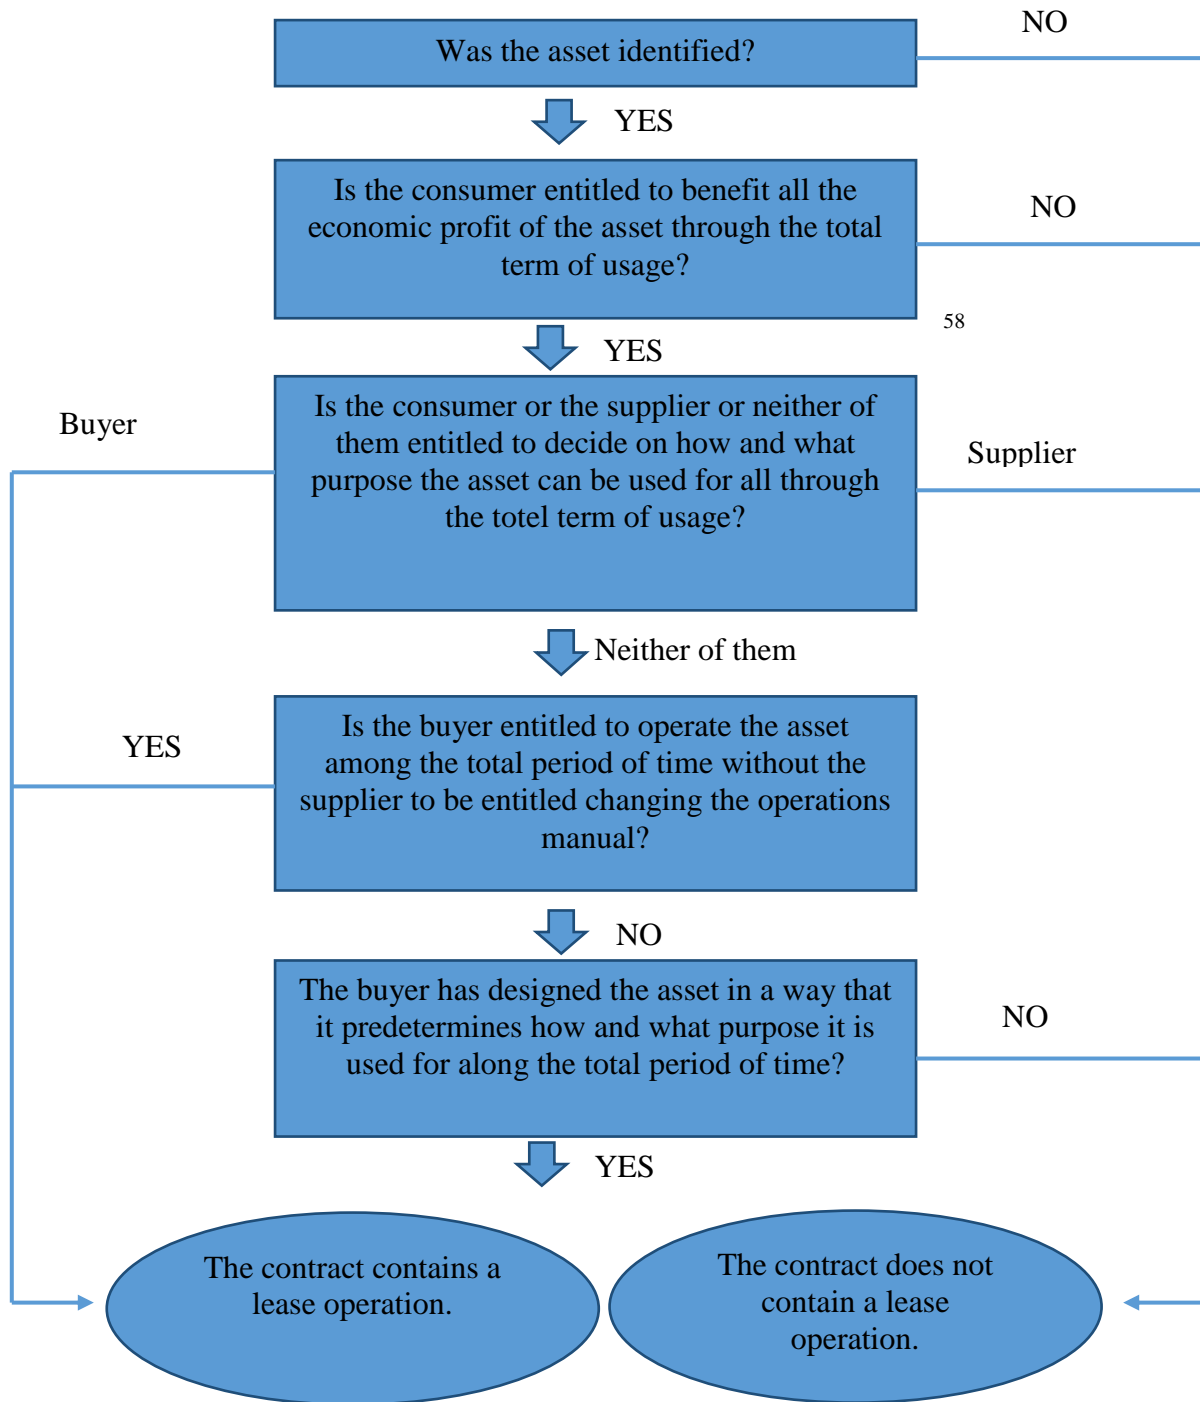 NO
Was the asset identified?
YES
Is the consumer entitled to benefit all the
economic profit of the asset through the total
term of usage?
NO
58
YES
Buyer
Is the consumer or the supplier or neither of
them entitled to decide on how and what
purpose the asset can be used for all through
the totel term of usage?
Supplier
Neither of them
YES
Is the buyer entitled to operate the asset
among the total period of time without the
supplier to be entitled changing the operations
manual?
NO
The buyer has designed the asset in a way that
it predetermines how and what purpose it is
used for along the total period of time?
NO
YES
The contract contains a
lease operation.
The contract does not
contain a lease
operation.